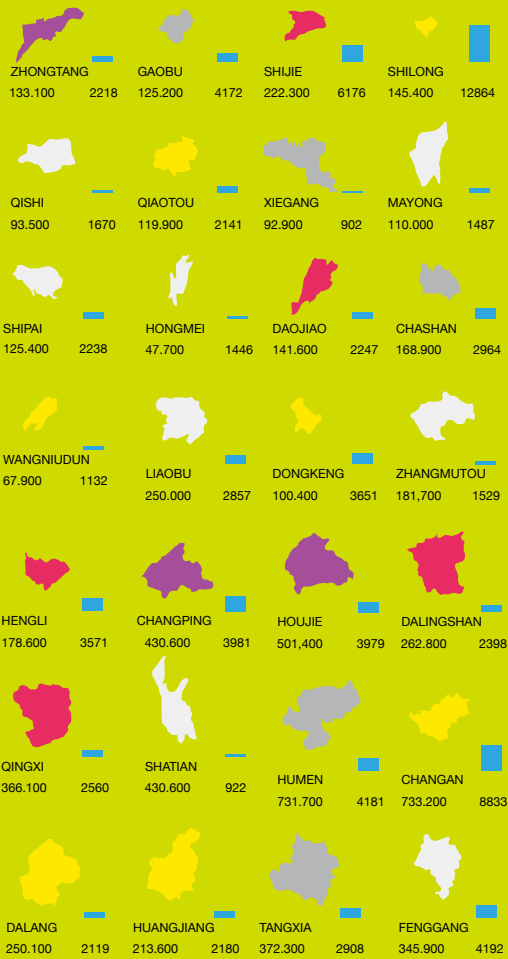 ZHONGTANG GAOBU SHIJIE SHILONG
133.100 2218 125.200 4172 222.300 6176 145.400 12864
QISHI QIAOTOU XIEGANG MAYONG
93.500 1670 119.900 2141 92.900 902 110.000 1487
SHIPAI HONGMEI DAOJIAO CHASHAN
125.400 2238 47.700 1446 141.600 2247 168.900 2964
WANGNIUDUN LIAOBU DONGKENG ZHANGMUTOU
67.900 1132 250.000 2857 100.400 3651 181,700 1529
HENGLI CHANGPING HOUJIE DALINGSHAN
178.600 3571 430.600 3981 501,400 3979 262.800 2398
QINGXI SHATIAN HUMEN CHANGAN
366.100 2560 430.600 922 731.700 4181 733.200 8833
DALANG HUANGJIANG TANGXIA FENGGANG
250.100 2119 213.600 2180 372.300 2908 345.900 4192